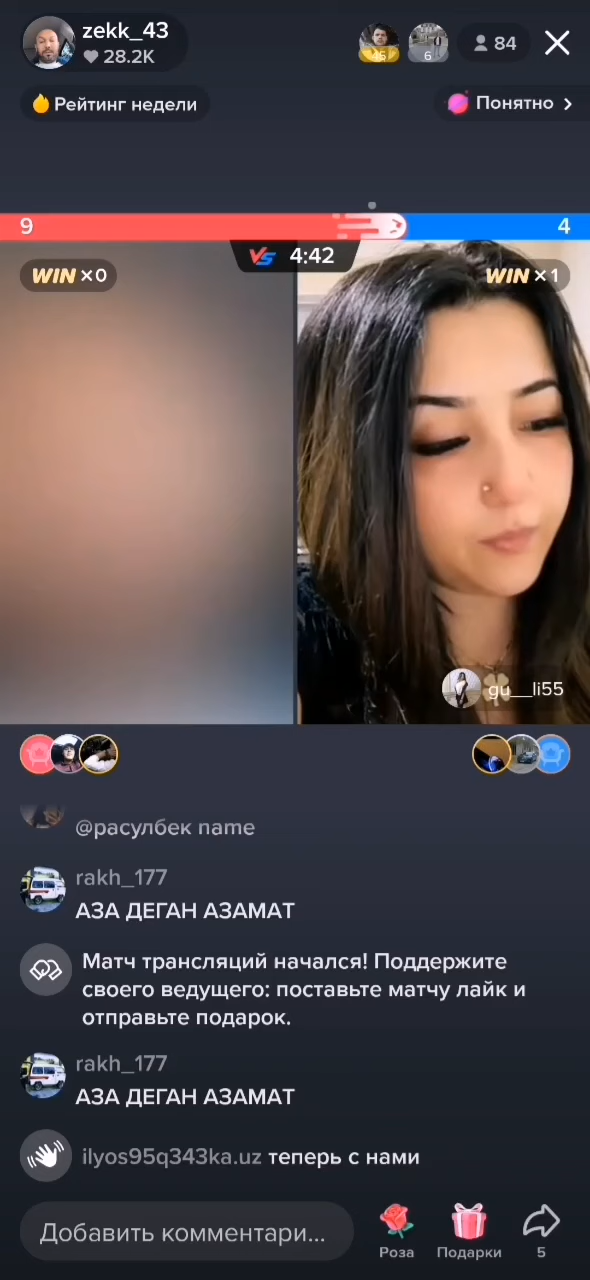 zekk_43
28.2K
45
6
84
Рейтинг недели
Понятно
9
4
VS 4:42
WIN ×0
WIN ×1
gu__li55
@расулбек name
rakh_177
АЗА ДЕГАН АЗАМАТ
Матч трансляций начался! Поддержите
своего ведущего: поставьте матчу лайк и
отправьте подарок.
rakh_177
АЗА ДЕГАН АЗАМАТ
ilyos95q343ka.uz теперь с нами
Добавить комментари...
Роза
Подарки
5